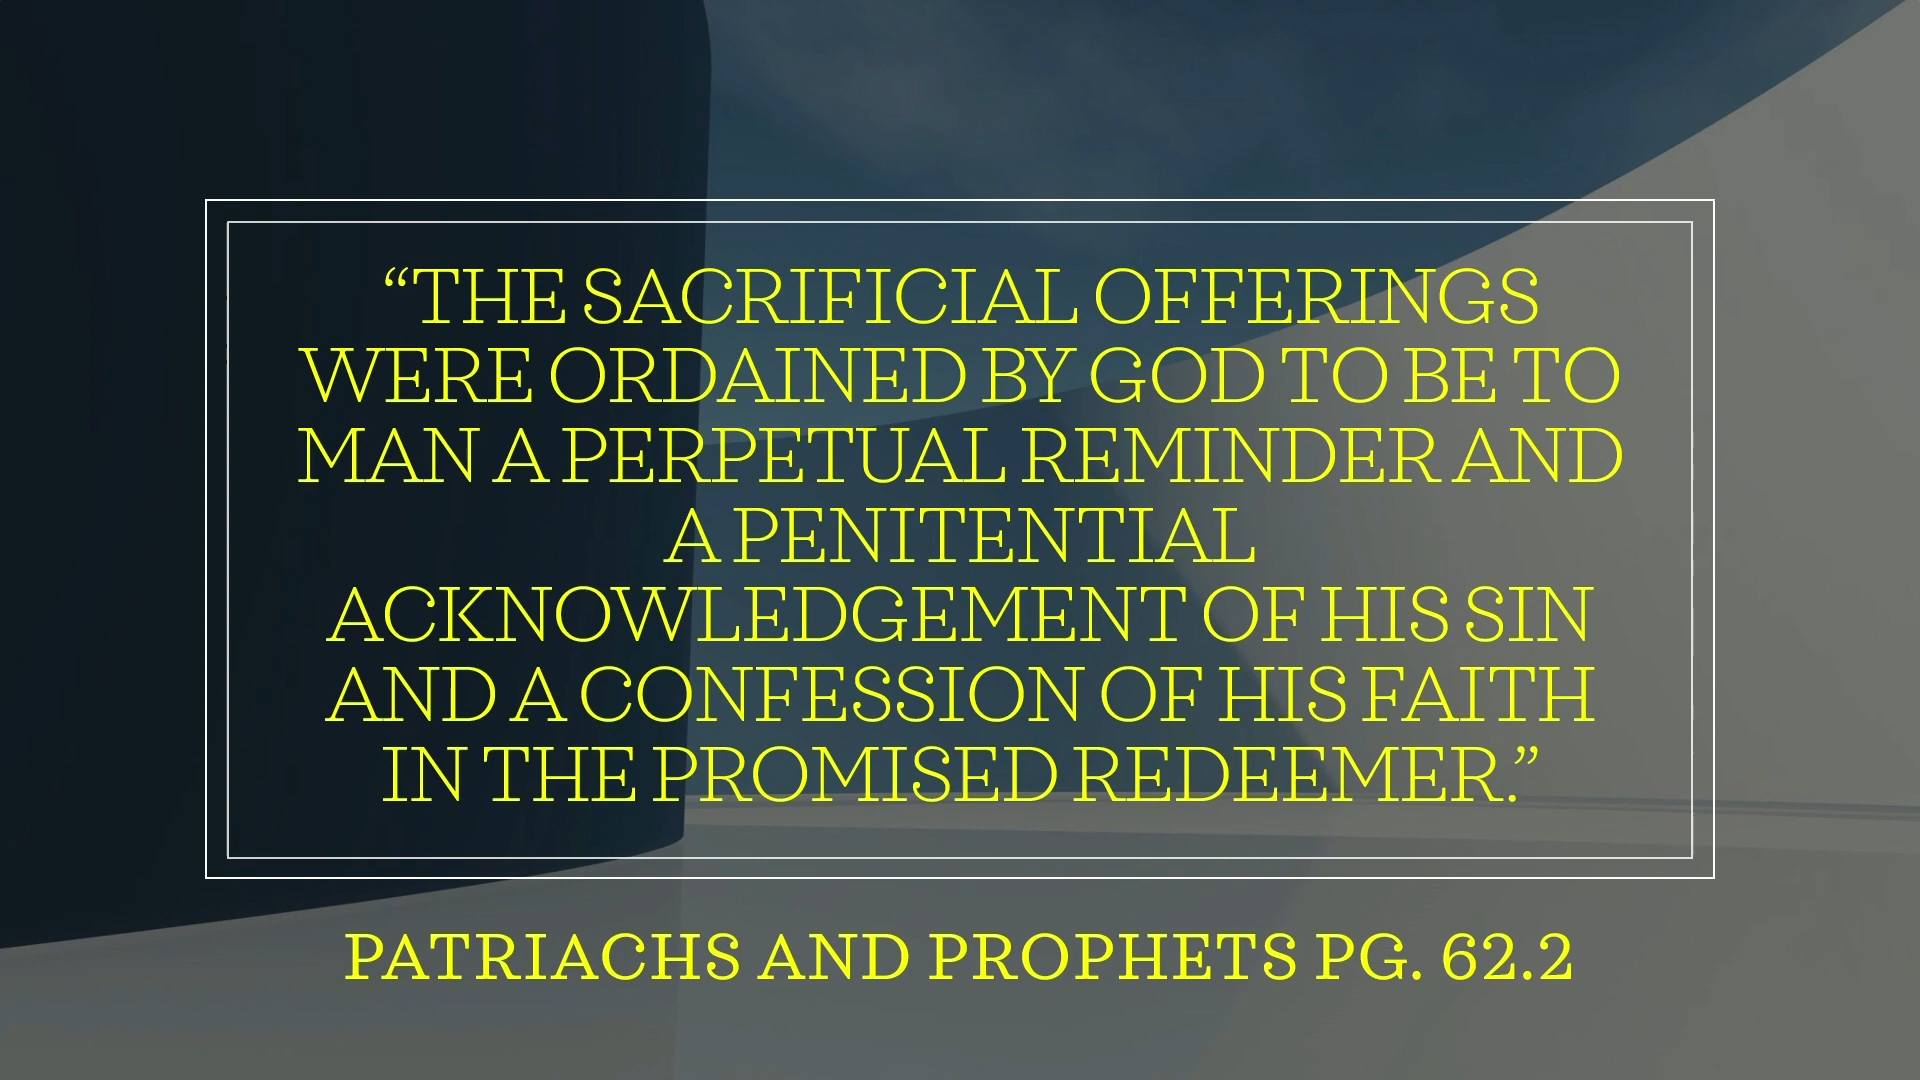 “THE SACRIFICIAL OFFERINGS
WERE ORDAINED BY GOD TO BE TO
MAN A PERPETUAL REMINDER AND
A PENITENTIAL
ACKNOWLEDGEMENT OF HIS SIN
AND A CONFESSION OF HIS FAITH
IN THE PROMISED REDEEMER.”
PATRIACHS AND PROPHETS PG. 62.2